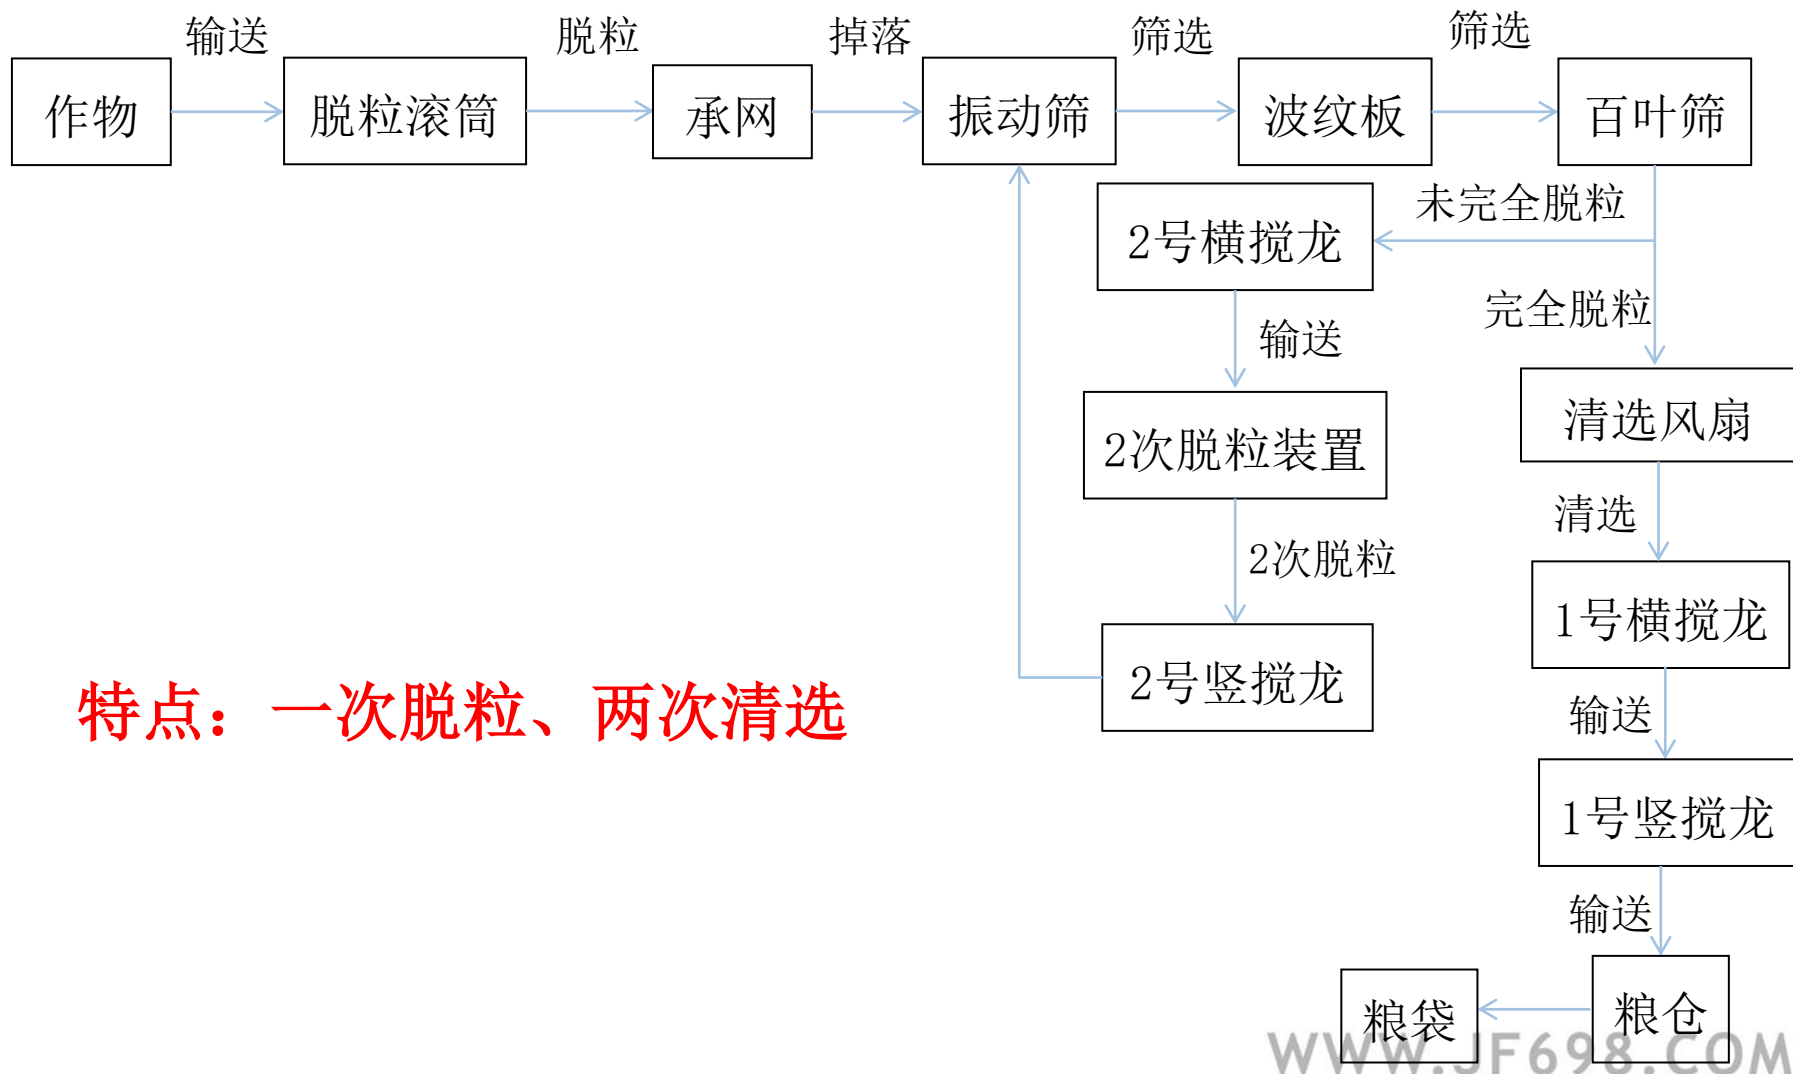 输送
脱粒
掉落
筛选
筛选
作物
脱粒滚筒
承网
振动筛
波纹板
百叶筛
未完全脱粒
2号横搅龙
完全脱粒
输送
清选风扇
2次脱粒装置
清选
2次脱粒
1号横搅龙
2号竖搅龙
特点：一次脱粒、两次清选
输送
1号竖搅龙
输送
粮袋
粮仓
WWW.JF698.COM